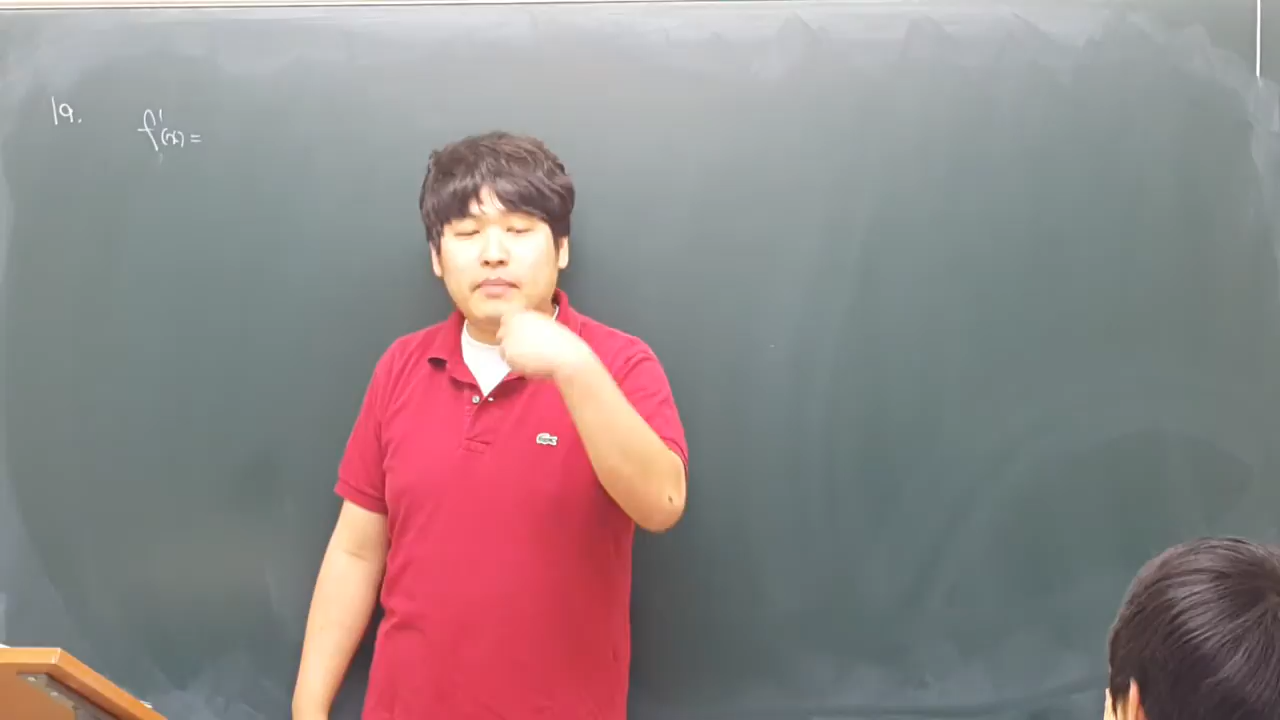 19.
f'(x) =